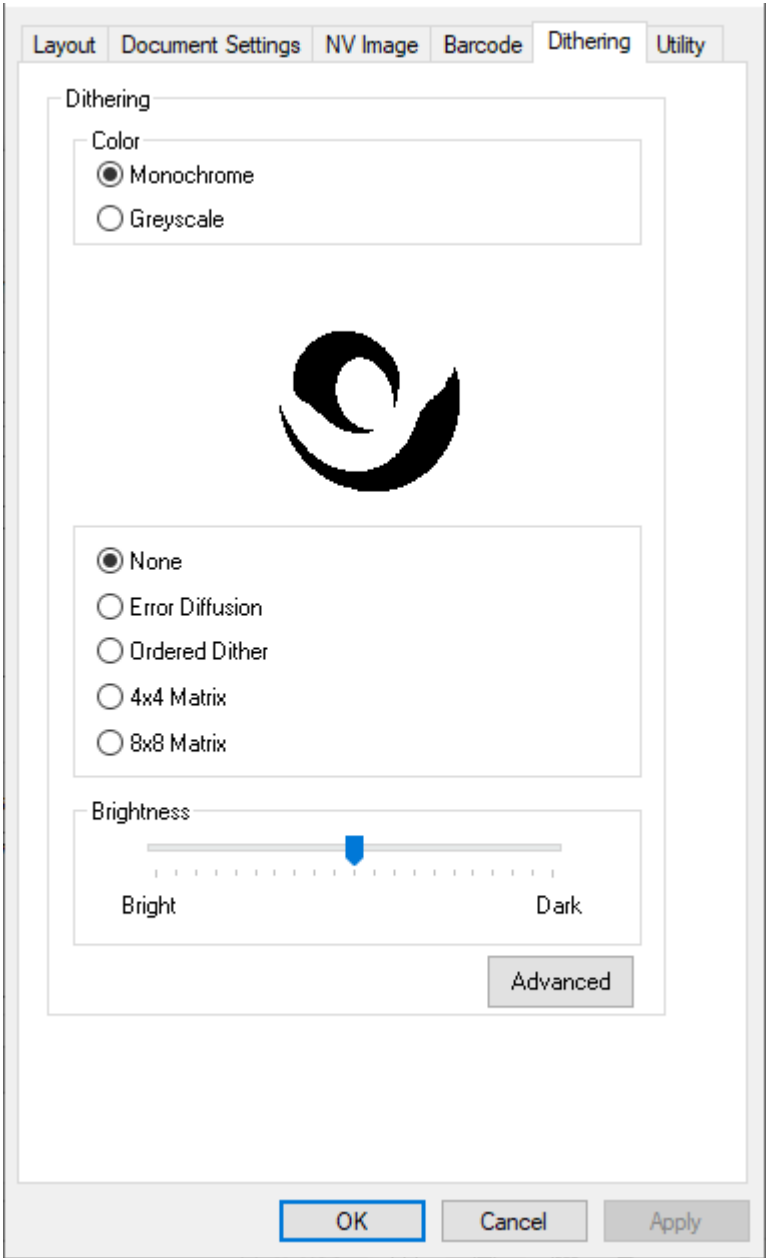 Layout Document Settings NV Image Barcode Dithering Utility
Dithering
Color
Monochrome
Greyscale
None
Error Diffusion
Ordered Dither
4x4 Matrix
8x8 Matrix
Brightness
Bright Dark
Advanced
OK Cancel Apply